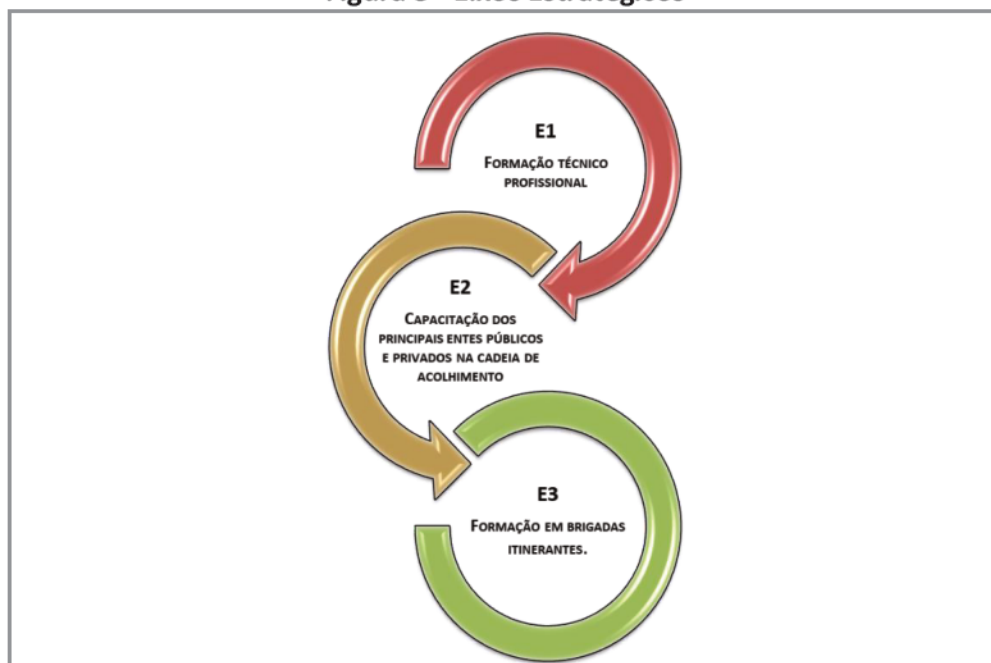 E1
FORMAÇÃO TÉCNICO
PROFISSIONAL
E2
CAPACITAÇÃO DOS
PRINCIPAIS ENTES PÚBLICOS
E PRIVADOS NA CADEIA DE
ACOLHIMENTO
E3
FORMAÇÃO EM BRIGADAS
ITINERANTES.